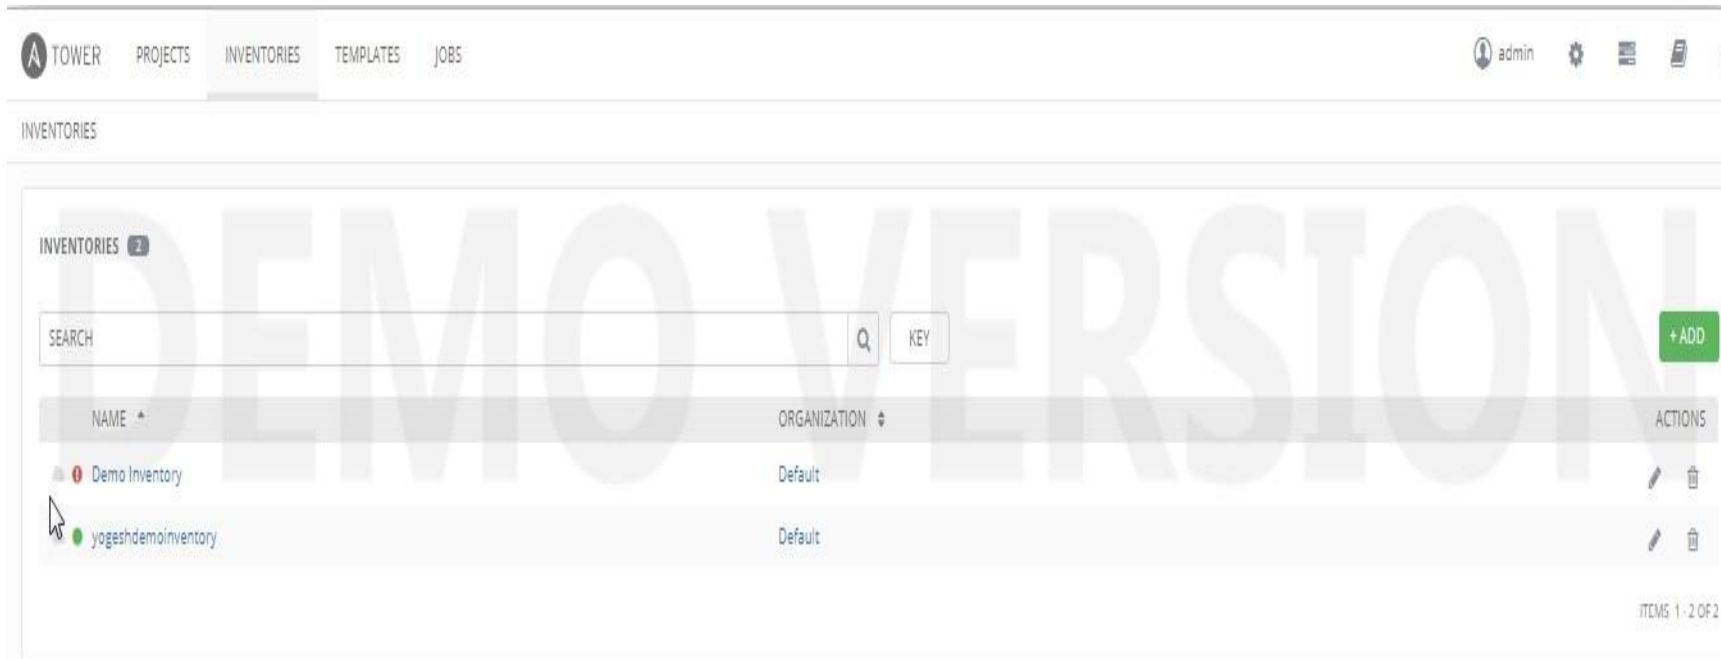 TOWER PROJECTS INVENTORIES TEMPLATES JOBS admin
INVENTORIES
DEMO VERSION
INVENTORIES 2
SEARCH KEY + ADD
NAME ORGANIZATION ACTIONS
Demo Inventory Default
yogeshdemoinventory Default
ITEMS 1 - 2 OF 2